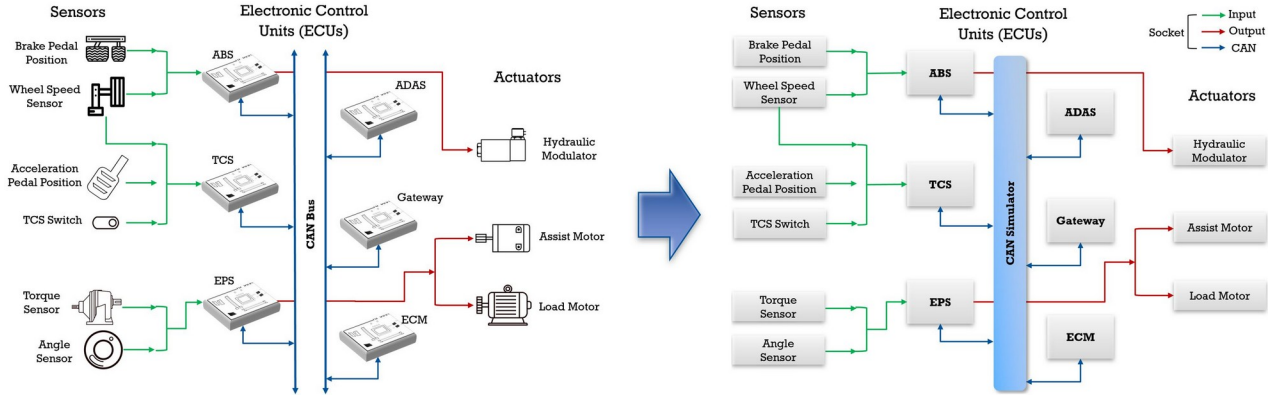 Sensors
Electronic Control
Units (ECUs)
Actuators
Brake Pedal
Position
Wheel Speed
Sensor
Acceleration
Pedal Position
TCS Switch
Torque
Sensor
Angle
Sensor
ABS
TCS
EPS
CAN Bus
ADAS
Gateway
ECM
Hydraulic
Modulator
Assist Motor
Load Motor
Sensors
Electronic Control
Units (ECUs)
Socket
Input
Output
CAN
Actuators
Brake Pedal
Position
Wheel Speed
Sensor
Acceleration
Pedal Position
TCS Switch
Torque
Sensor
Angle
Sensor
ABS
TCS
EPS
CAN Simulator
ADAS
Gateway
ECM
Hydraulic
Modulator
Assist Motor
Load Motor